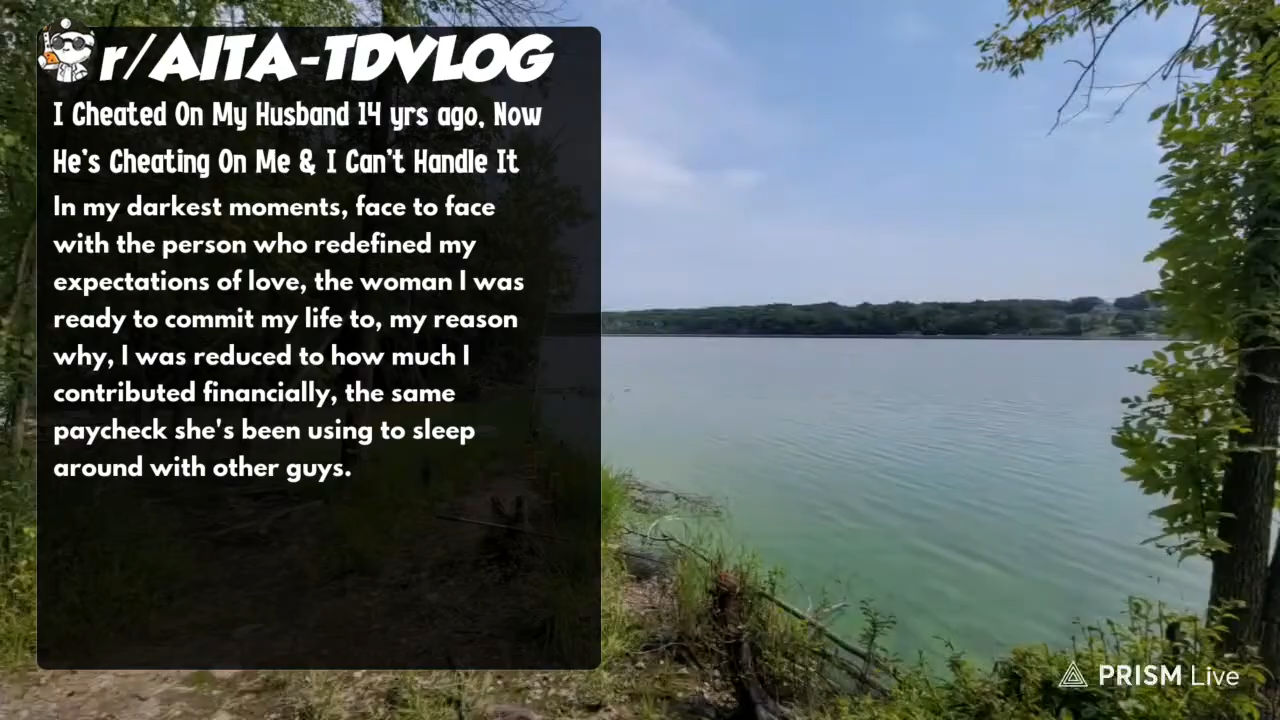 r/AITA-TDVLOG
I Cheated On My Husband 14 yrs ago, Now
He's Cheating On Me & I Can't Handle It
In my darkest moments, face to face
with the person who redefined my
expectations of love, the woman I was
ready to commit my life to, my reason
why, I was reduced to how much I
contributed financially, the same
paycheck she's been using to sleep
around with other guys.
PRISM Live